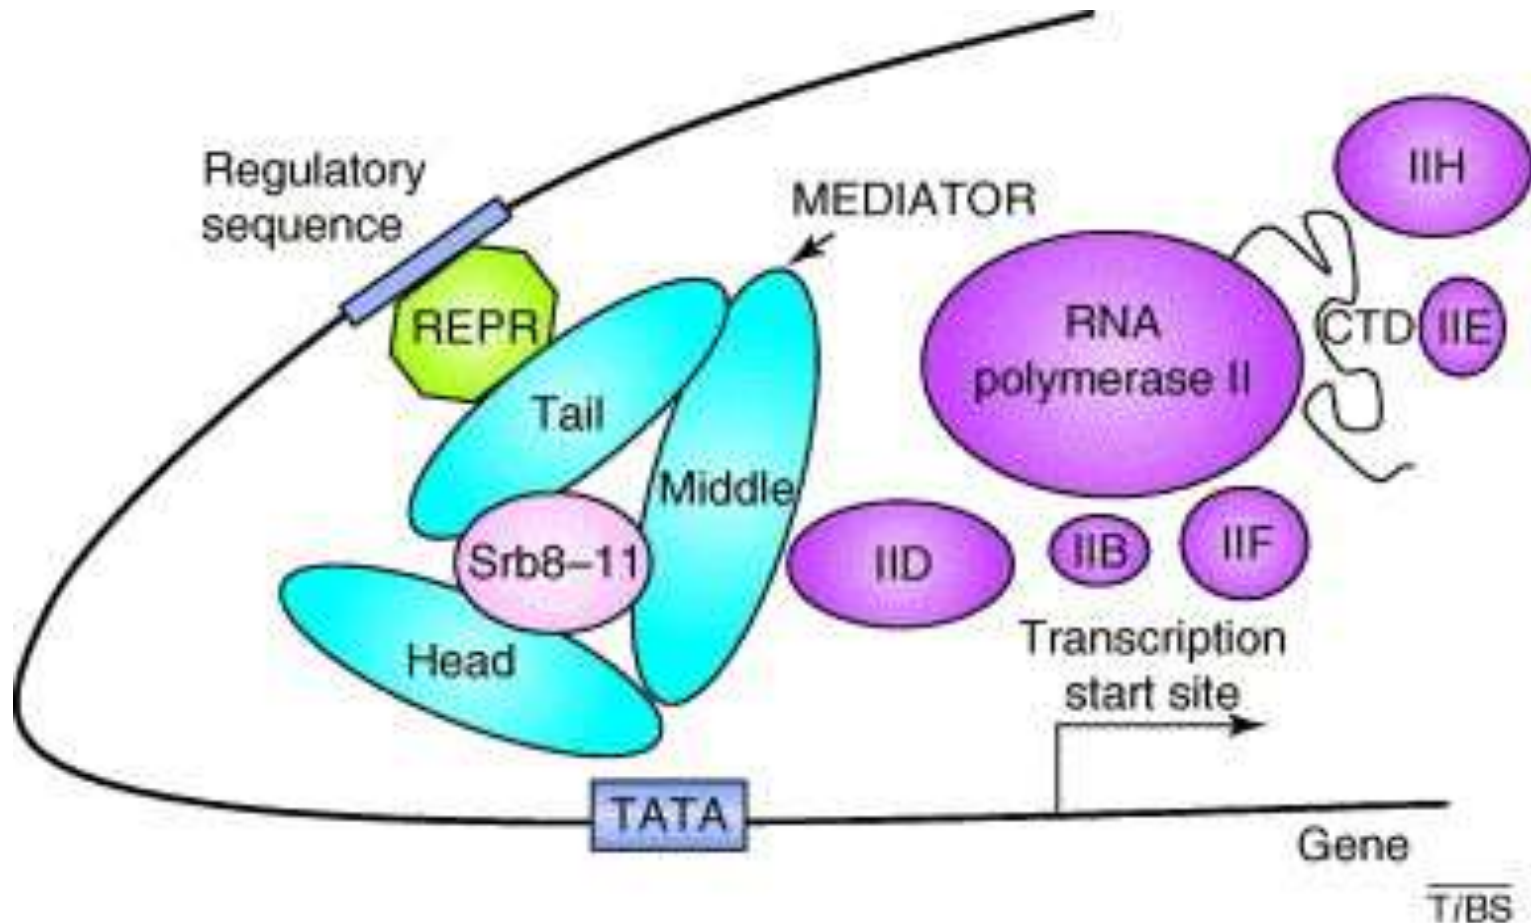 Regulatory
sequence
MEDIATOR
IIH
REPR
RNA
polymerase II
CTD
IIE
Tail
Middle
Srb8–11
IID
IIB
IIF
Head
Transcription
start site
TATA
Gene
T/BS